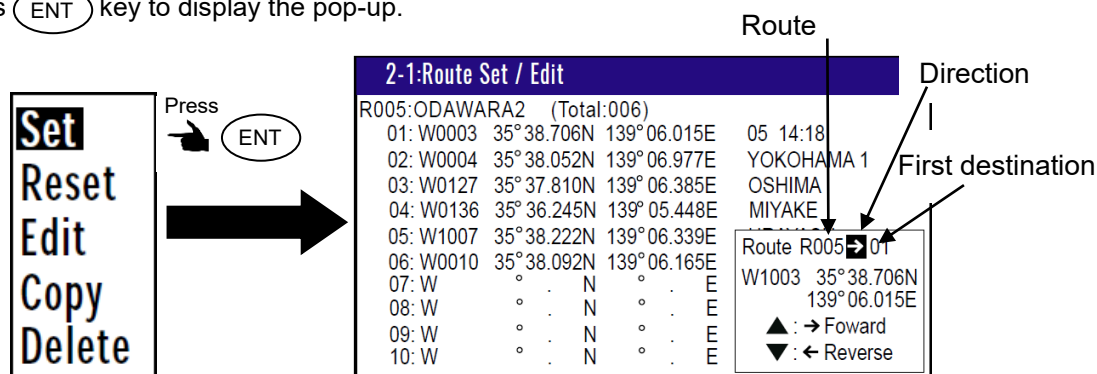 s ENT key to display the pop-up.
Route
Direction
First destination
Set
Reset
Edit
Copy
Delete
Press
ENT
2-1:Route Set / Edit
R005:ODAWARA2 (Total:006)
01: W0003 35°38.706N 139°06.015E 05 14:18
02: W0004 35°38.052N 139°06.977E YOKOHAMA 1
03: W0127 35°37.810N 139°06.385E OSHIMA
04: W0136 35°36.245N 139°05.448E MIYAKE
05: W1007 35°38.222N 139°06.339E
06: W0010 35°38.092N 139°06.165E
07: W ° . N ° . E
08: W ° . N ° . E
09: W ° . N ° . E
10: W ° . N ° . E
Route R005→01
W1003 35°38.706N
139°06.015E
▲ : → Foward
▼ : ← Reverse